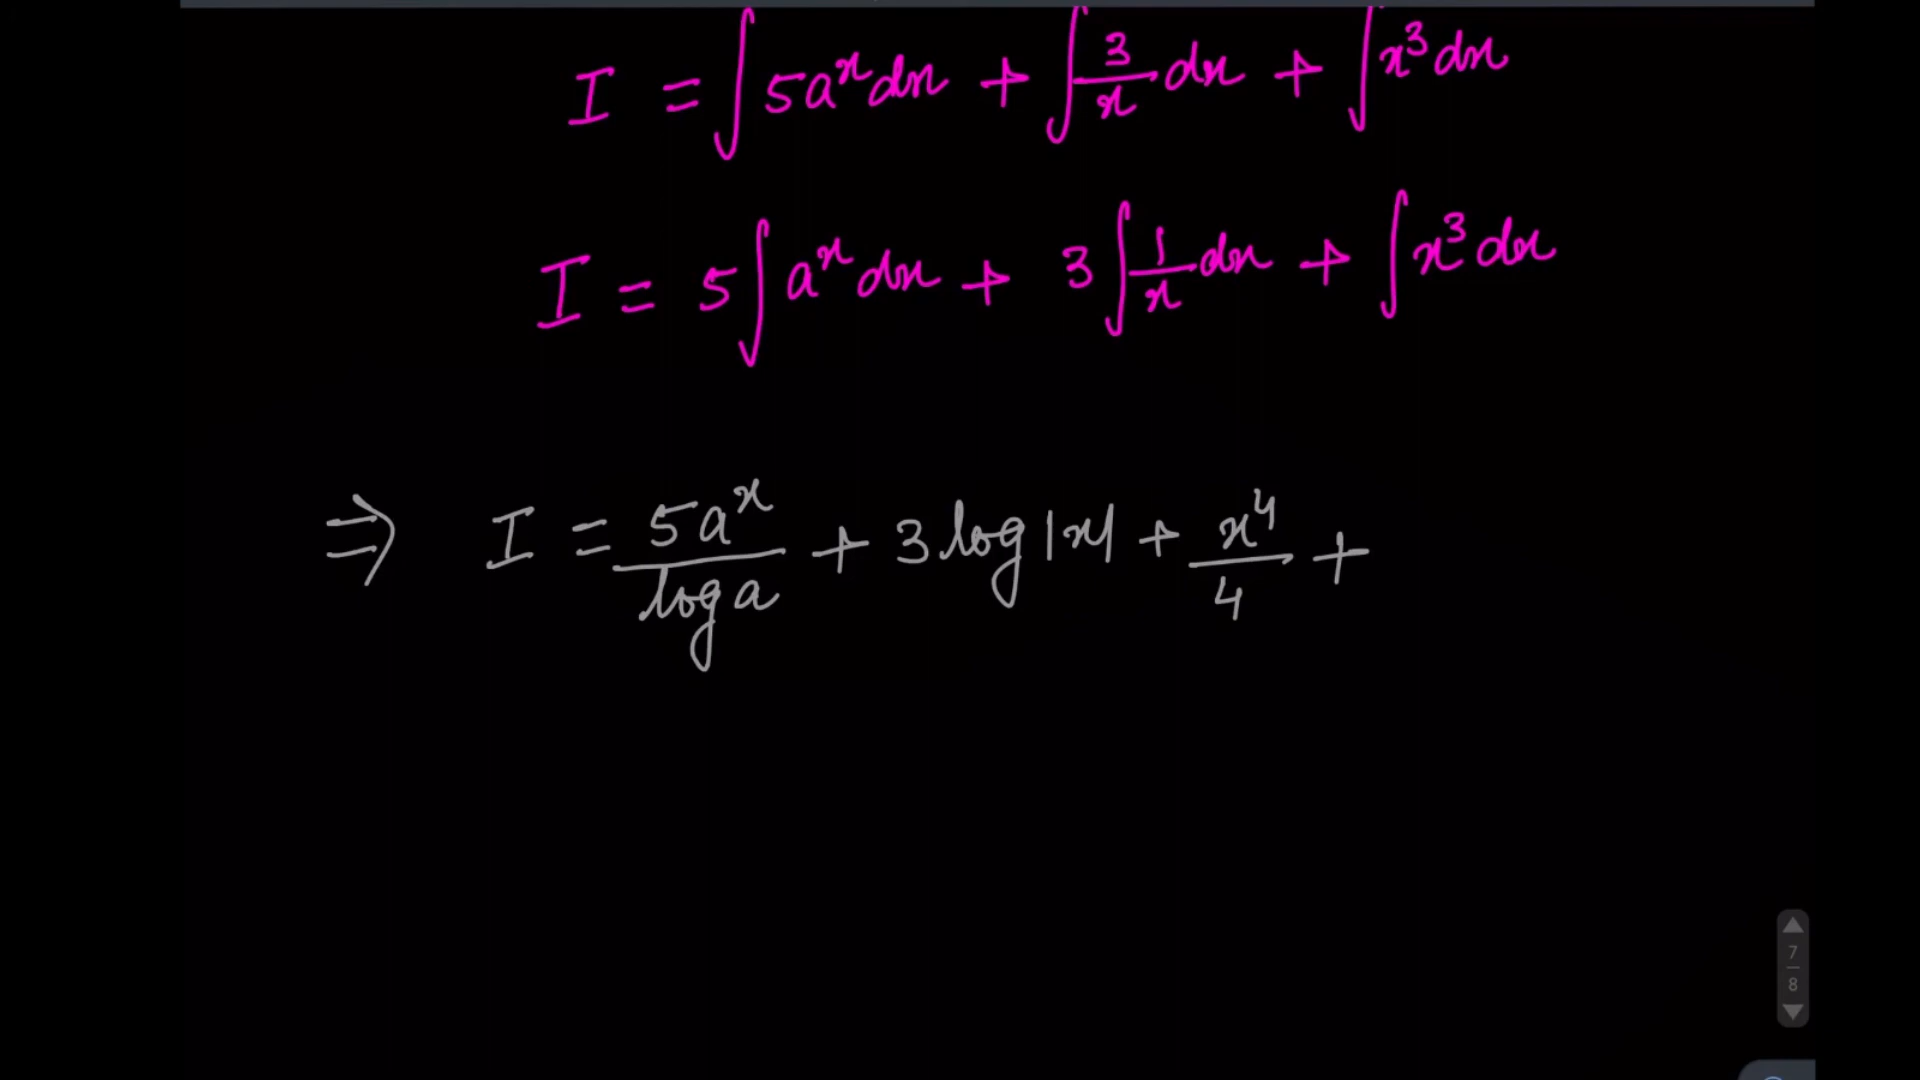 I = ∫5aˣdx + ∫3/x dx + ∫x³dx
I = 5∫aˣdx + 3∫1/x dx + ∫x³dx
⇒ I = 5aˣ/log a + 3 log|x| + x⁴/4 +
7
8